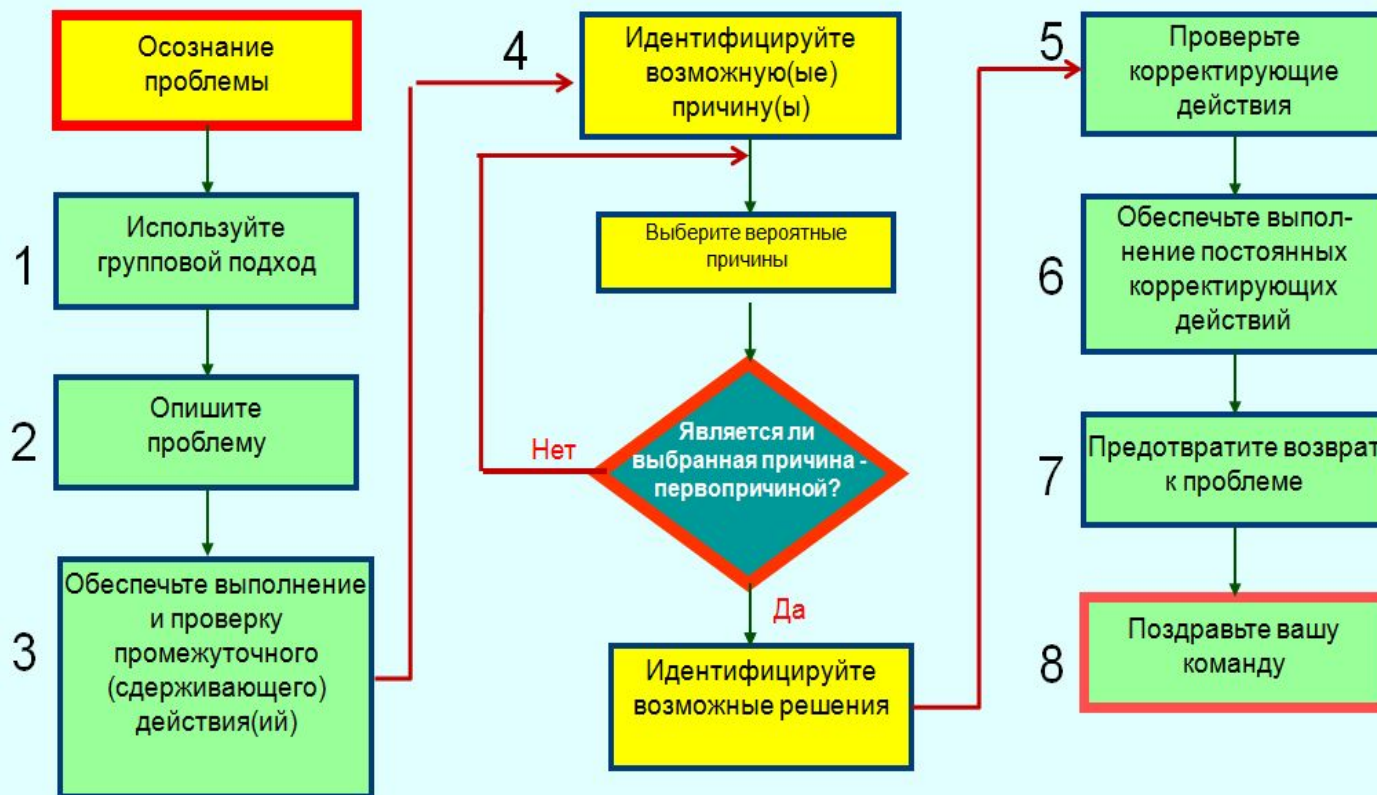 Осознание
проблемы
1
Используйте
групповой подход
2
Опишите
проблему
3
Обеспечьте выполнение
и проверку
промежуточного
(сдерживающего)
действия(ий)
4
Идентифицируйте
возможную(ые)
причину(ы)
Выберите вероятные
причины
Является ли
выбранная причина -
первопричиной?
Нет
Да
Идентифицируйте
возможные решения
5
Проверьте
корректирующие
действия
6
Обеспечьте выпол-
нение постоянных
корректирующих
действий
7
Предотвратите возврат
к проблеме
8
Поздравьте вашу
команду